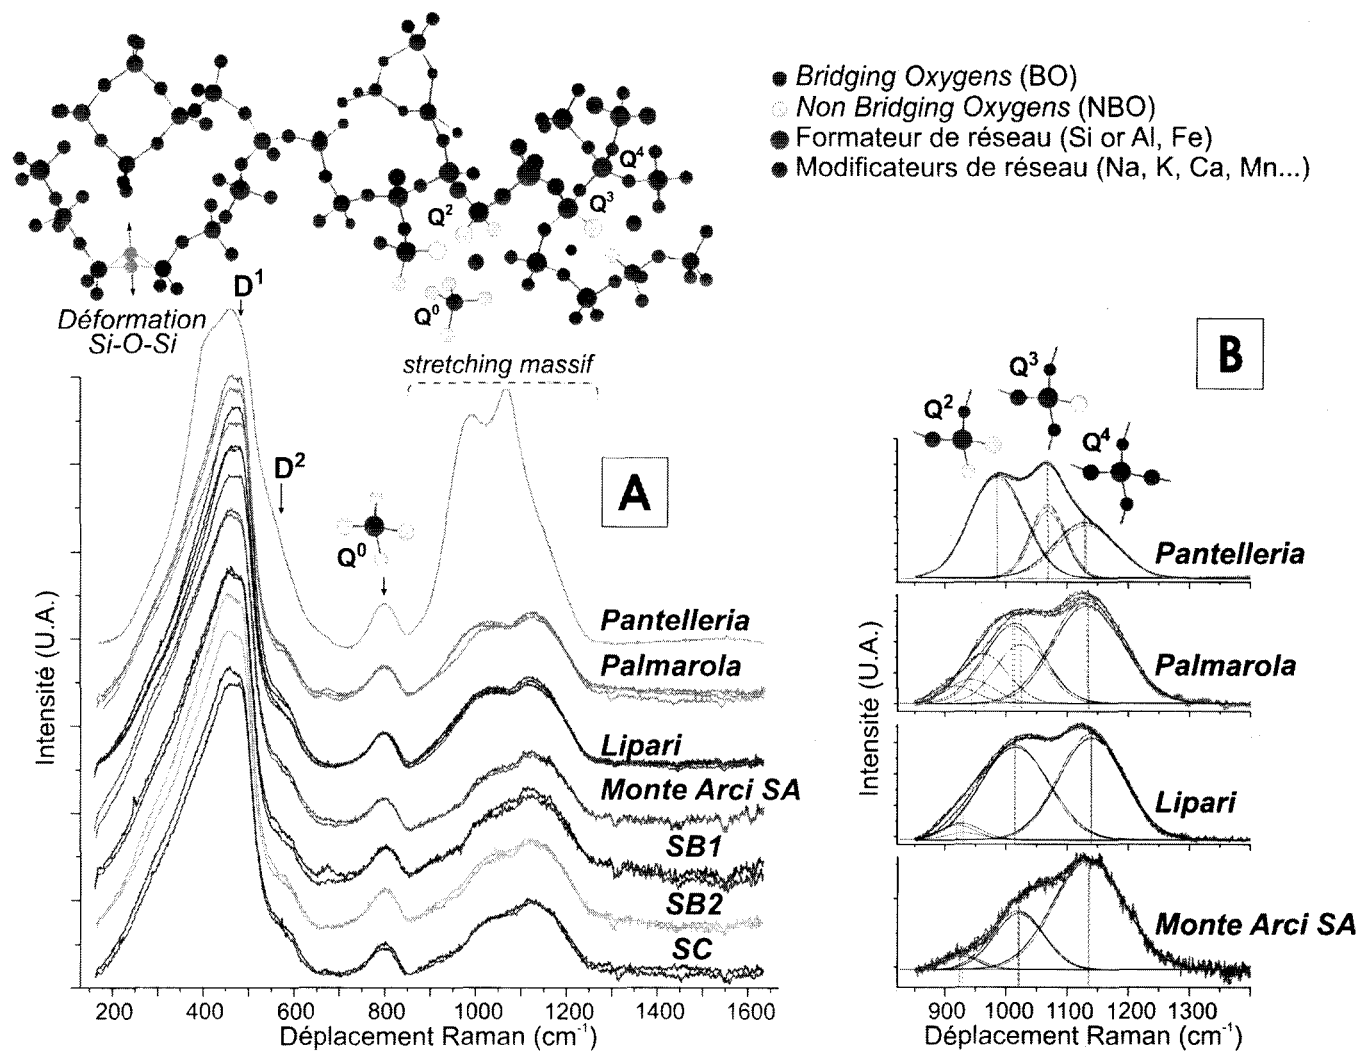 Bridging Oxygens (BO)
Non Bridging Oxygens (NBO)
Formateur de réseau (Si or Al, Fe)
Modificateurs de réseau (Na, K, Ca, Mn...)
Q⁴
Q³
Q²
Q⁰
D¹
Déformation
Si-O-Si
stretching massif
D²
Q⁰
A
Pantelleria
Palmarola
Lipari
Monte Arci SA
SB1
SB2
SC
Intensité (U.A.)
200 400 600 800 1000 1200 1400 1600
Déplacement Raman (cm⁻¹)
B
Q³
Q²
Q⁴
Pantelleria
Palmarola
Lipari
Monte Arci SA
Intensité (U.A.)
900 1000 1100 1200 1300
Déplacement Raman (cm⁻¹)